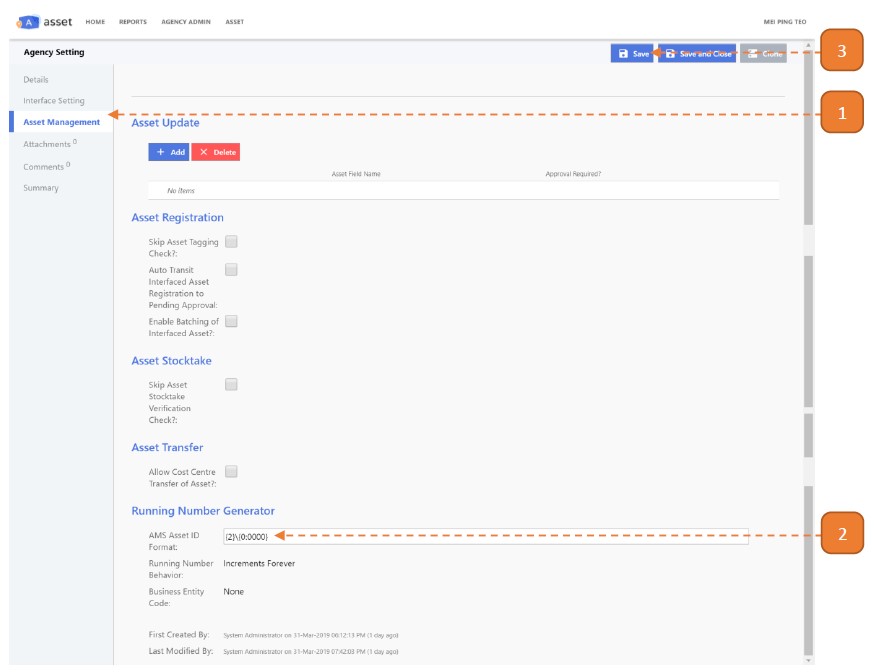 A asset HOME REPORTS AGENCY ADMIN ASSET MEI PING TEO
Agency Setting Save Save and Close Clone 3
Details
Interface Setting
Asset Management 1
Attachments 0
Comments 0
Summary
Asset Update
+ Add × Delete
Asset Field Name Approval Required?
No Items
Asset Registration
Skip Asset Tagging
Check?:
Auto Transit
Interfaced Asset
Registration to
Pending Approval:
Enable Batching of
Interfaced Asset?:
Asset Stocktake
Skip Asset
Stocktake
Verification
Check?:
Asset Transfer
Allow Cost Centre
Transfer of Asset?:
Running Number Generator
AMS Asset ID {2}\{0:0000} 2
Format:
Running Number Increments Forever
Behavior:
Business Entity None
Code:
First Created By: System Administrator on 31-Mar-2019 06:12:13 PM (1 day ago)
Last Modified By: System Administrator on 31-Mar-2019 07:42:03 PM (1 day ago)